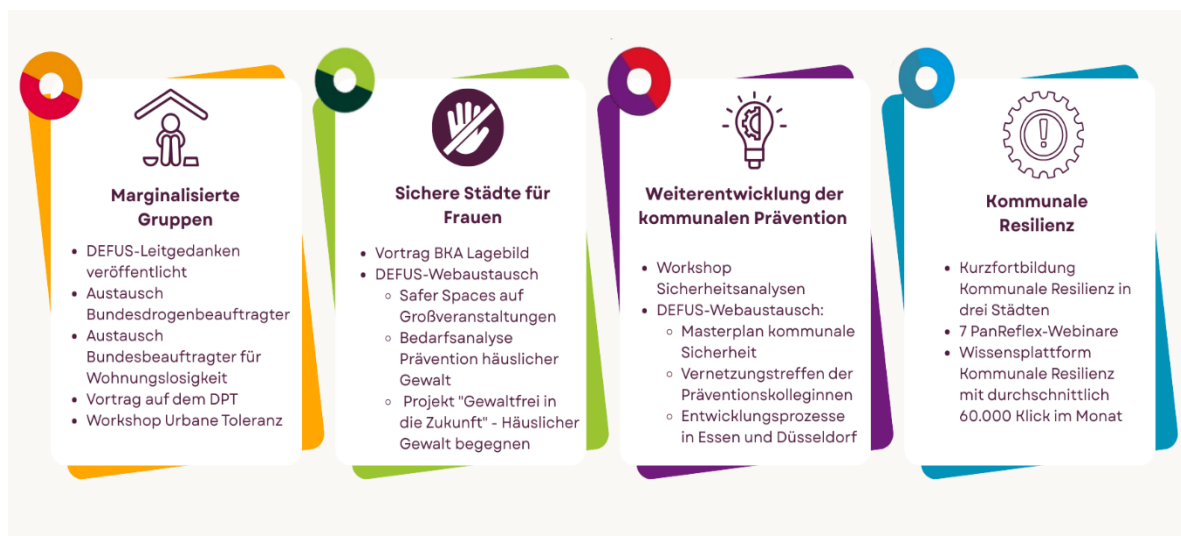 Marginalisierte
Gruppen
• DEFUS-Leitgedanken
veröffentlicht
• Austausch
Bundesdrogenbeauftragter
• Austausch
Bundesbeauftragter für
Wohnungslosigkeit
• Vortrag auf dem DPT
• Workshop Urbane Toleranz
Sichere Städte für
Frauen
• Vortrag BKA Lagebild
• DEFUS-Webaustausch
◦ Safer Spaces auf
Großveranstaltungen
◦ Bedarfsanalyse
Prävention häuslicher
Gewalt
◦ Projekt "Gewaltfrei in
die Zukunft" - Häuslicher
Gewalt begegnen
Weiterentwicklung der
kommunalen Prävention
• Workshop
Sicherheitsanalysen
• DEFUS-Webaustausch:
◦ Masterplan kommunale
Sicherheit
◦ Vernetzungstreffen der
Präventionskolleginnen
◦ Entwicklungsprozesse
in Essen und Düsseldorf
Kommunale
Resilienz
• Kurzfortbildung
Kommunale Resilienz in
drei Städten
• 7 PanReflex-Webinare
• Wissensplattform
Kommunale Resilienz
mit durchschnittlich
60.000 Klick im Monat